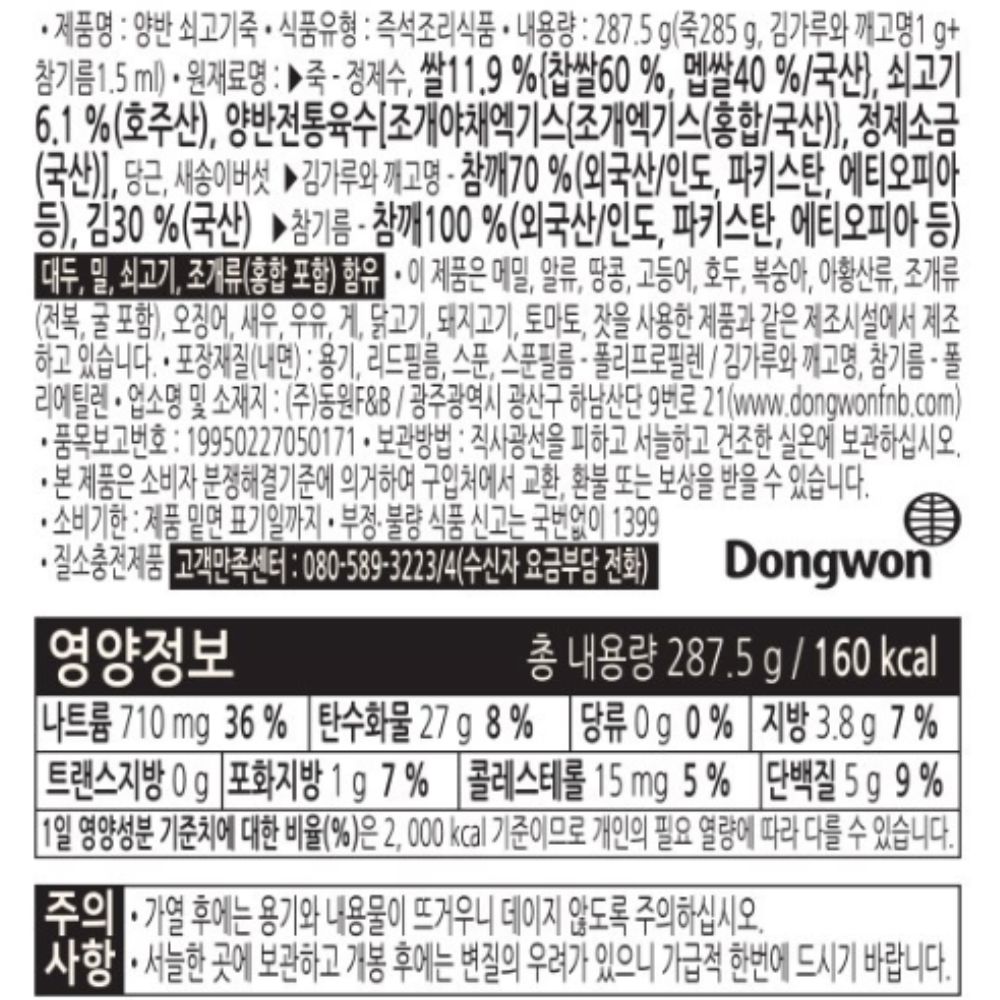 • 제품명 : 양반 쇠고기죽 • 식품유형 : 즉석조리식품 • 내용량 : 287.5 g(죽285 g, 김가루와 깨고명1 g+
참기름1.5 ml) • 원재료명 : ▶죽 - 정제수, 쌀11.9 %{찹쌀60 %, 멥쌀40 %/국산}, 쇠고기
6.1 %(호주산), 양반전통육수[조개야채엑기스{조개엑기스(홍합/국산)}, 정제소금
(국산)], 당근, 새송이버섯 ▶김가루와 깨고명 - 참깨70 %(외국산/인도, 파키스탄, 에티오피아
등), 김30 %(국산) ▶참기름 - 참깨100 %(외국산/인도, 파키스탄, 에티오피아 등)
대두, 밀, 쇠고기, 조개류(홍합 포함) 함유 • 이 제품은 메밀, 알류, 땅콩, 고등어, 호두, 복숭아, 아황산류, 조개류
(전복, 굴 포함), 오징어, 새우, 우유, 게, 닭고기, 돼지고기, 토마토, 잣을 사용한 제품과 같은 제조시설에서 제조
하고 있습니다. • 포장재질(내면) : 용기, 리드필름, 스푼, 스푼필름 - 폴리프로필렌 / 김가루와 깨고명, 참기름 - 폴
리에틸렌 • 업소명 및 소재지 : (주)동원F&B / 광주광역시 광산구 하남산단 9번로 21(www.dongwonfnb.com)
• 품목보고번호 : 19950227050171 • 보관방법 : 직사광선을 피하고 서늘하고 건조한 실온에 보관하십시오.
• 본 제품은 소비자 분쟁해결기준에 의거하여 구입처에서 교환, 환불 또는 보상을 받을 수 있습니다.
• 소비기한 : 제품 밑면 표기일까지 • 부정·불량 식품 신고는 국번없이 1399
• 질소충전제품 고객만족센터 : 080-589-3223/4(수신자 요금부담 전화)
Dongwon
영양정보 총 내용량 287.5 g / 160 kcal
나트륨 710 mg 36 % 탄수화물 27 g 8 % 당류 0 g 0 % 지방 3.8 g 7 %
트랜스지방 0 g 포화지방 1 g 7 % 콜레스테롤 15 mg 5 % 단백질 5 g 9 %
1일 영양성분 기준치에 대한 비율(%)은 2, 000 kcal 기준이므로 개인의 필요 열량에 따라 다를 수 있습니다.
주의
사항
• 가열 후에는 용기와 내용물이 뜨거우니 데이지 않도록 주의하십시오.
• 서늘한 곳에 보관하고 개봉 후에는 변질의 우려가 있으니 가급적 한번에 드시기 바랍니다.